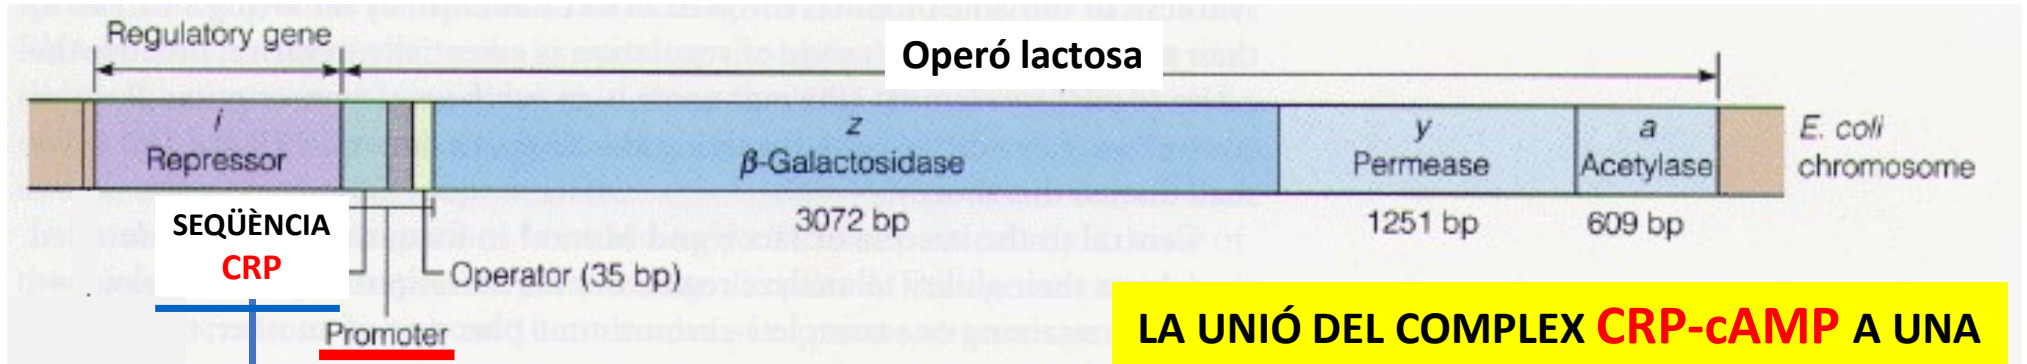 Regulatory gene
Operó lactosa
i
Repressor
z
β-Galactosidase
y
Permease
a
Acetylase
E. coli
chromosome
SEQÜÈNCIA
CRP
3072 bp
1251 bp
609 bp
Operator (35 bp)
Promoter
LA UNIÓ DEL COMPLEX CRP-cAMP A UNA